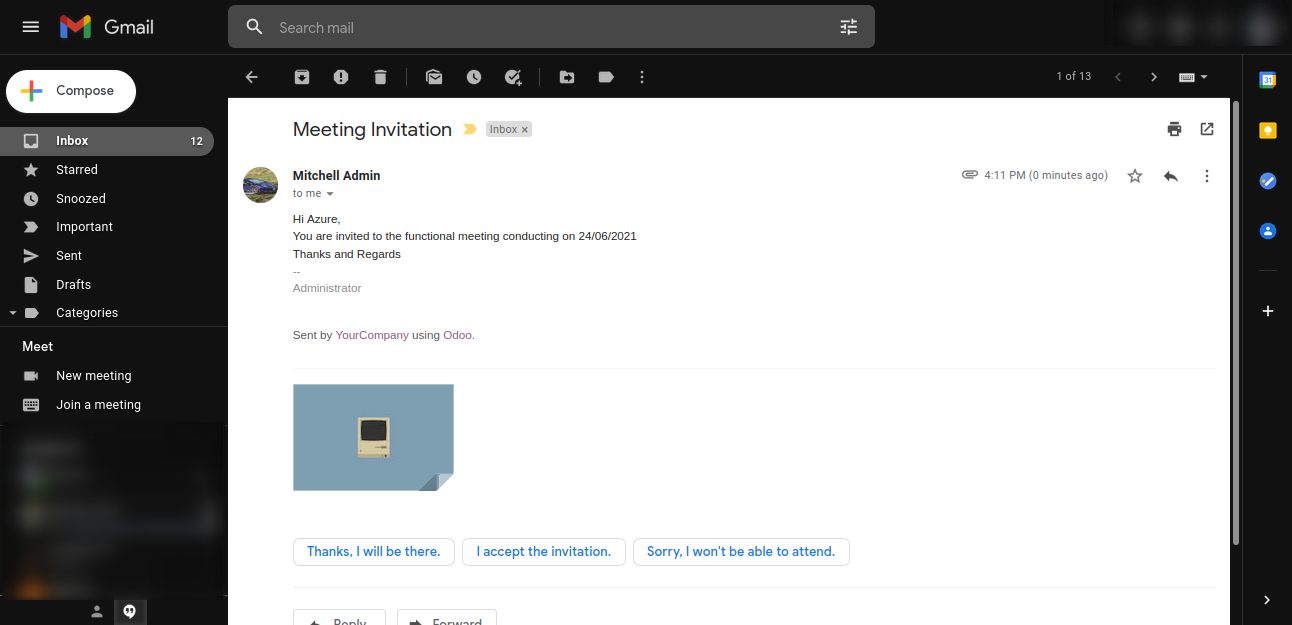 Gmail
Search mail
Compose
1 of 13
Inbox 12
Starred
Snoozed
Important
Sent
Drafts
Categories
Meet
New meeting
Join a meeting
Meeting Invitation
Inbox ×
Mitchell Admin
4:11 PM (0 minutes ago)
to me
Hi Azure,
You are invited to the functional meeting conducting on 24/06/2021
Thanks and Regards
--
Administrator
Sent by YourCompany using Odoo.
Thanks, I will be there.
I accept the invitation.
Sorry, I won't be able to attend.
Reply
Forward
31